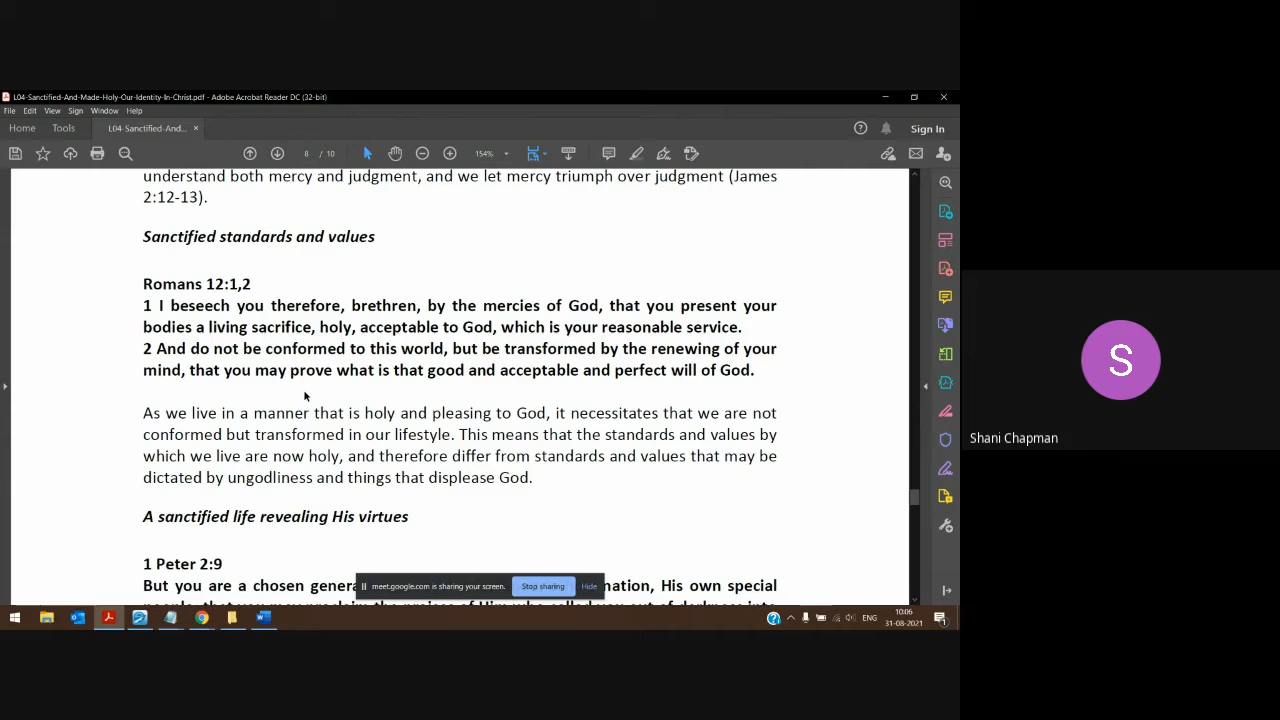 L04-Sanctified-And-Made-Holy-Our-Identity-In-Christ.pdf - Adobe Acrobat Reader DC (32-bit)
File Edit View Sign Window Help
Home Tools L04-Sanctified-And... × Sign In
8 / 10 154%
understand both mercy and judgment, and we let mercy triumph over judgment (James
2:12-13).
Sanctified standards and values
Romans 12:1,2
1 I beseech you therefore, brethren, by the mercies of God, that you present your
bodies a living sacrifice, holy, acceptable to God, which is your reasonable service.
2 And do not be conformed to this world, but be transformed by the renewing of your
mind, that you may prove what is that good and acceptable and perfect will of God.
As we live in a manner that is holy and pleasing to God, it necessitates that we are not
conformed but transformed in our lifestyle. This means that the standards and values by
which we live are now holy, and therefore differ from standards and values that may be
dictated by ungodliness and things that displease God.
A sanctified life revealing His virtues
1 Peter 2:9
But you are a chosen genera nation, His own special
meet.google.com is sharing your screen. Stop sharing Hide
ENG
10:06
31-08-2021
S
Shani Chapman